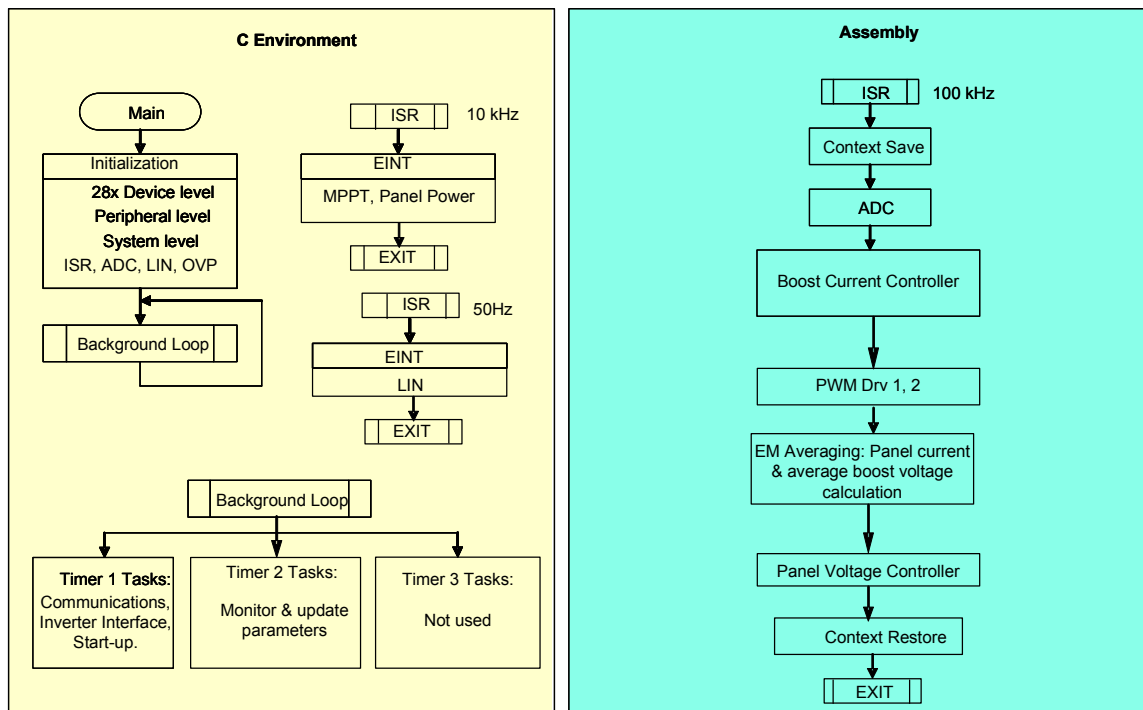 C Environment
Main
Initialization
28x Device level
Peripheral level
System level
ISR, ADC, LIN, OVP
Background Loop
ISR 10 kHz
EINT
MPPT, Panel Power
EXIT
ISR 50Hz
EINT
LIN
EXIT
Background Loop
Timer 1 Tasks:
Communications,
Inverter Interface,
Start-up.
Timer 2 Tasks:
Monitor & update
parameters
Timer 3 Tasks:
Not used
Assembly
ISR 100 kHz
Context Save
ADC
Boost Current Controller
PWM Drv 1, 2
EM Averaging: Panel current
& average boost voltage
calculation
Panel Voltage Controller
Context Restore
EXIT